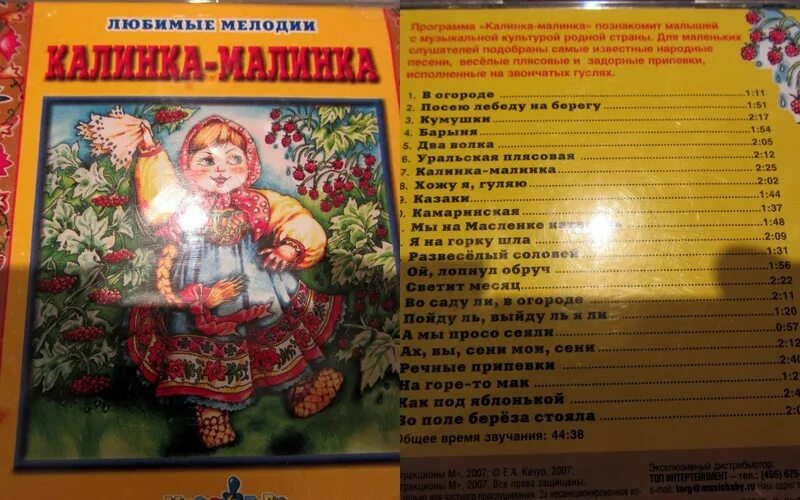 ЛЮБИМЫЕ МЕЛОДИИ
КАЛИНКА-МАЛИНКА
Программа «Калинка-малинка» познакомит малышей
с музыкальной культурой родной страны. Для маленьких
слушателей подобраны самые известные народные
песени, весёлые плясовые и задорные припевки,
исполненные на звончатых гуслях.
1. В огороде 1:11
2. Посею лебеду на берегу 1:51
3. Кумушки 2:17
4. Барыня 1:54
5. Два волка 2:05
6. Уральская плясовая 2:12
7. Калинка-малинка 2:25
8. Хожу я, гуляю 2:02
9. Казаки 1:44
Камаринская 1:37
Мы на Масленке 1:48
Я на горку шла 2:09
Развесёлый соловей 1:31
Ой, лопнул обруч 1:56
Светит месяц 2:22
Во саду ли, в огороде 2:11
Пойду ль, выйду ль я ли 1:20
А мы просо сеяли 0:57
Ах, вы, сени мои, сени 2:12
Речные припевки
На горе-то мак
Как под яблонькой
Во поле берёза стояла
Общее время звучания: 44:38
2007; © Е.А. Качур, 2007;
2007. Все права защищены.
Эксклюзивный дистрибьютор:
ТОП ИНТЕРТЕЙНМЕНТ – тел.: (495)